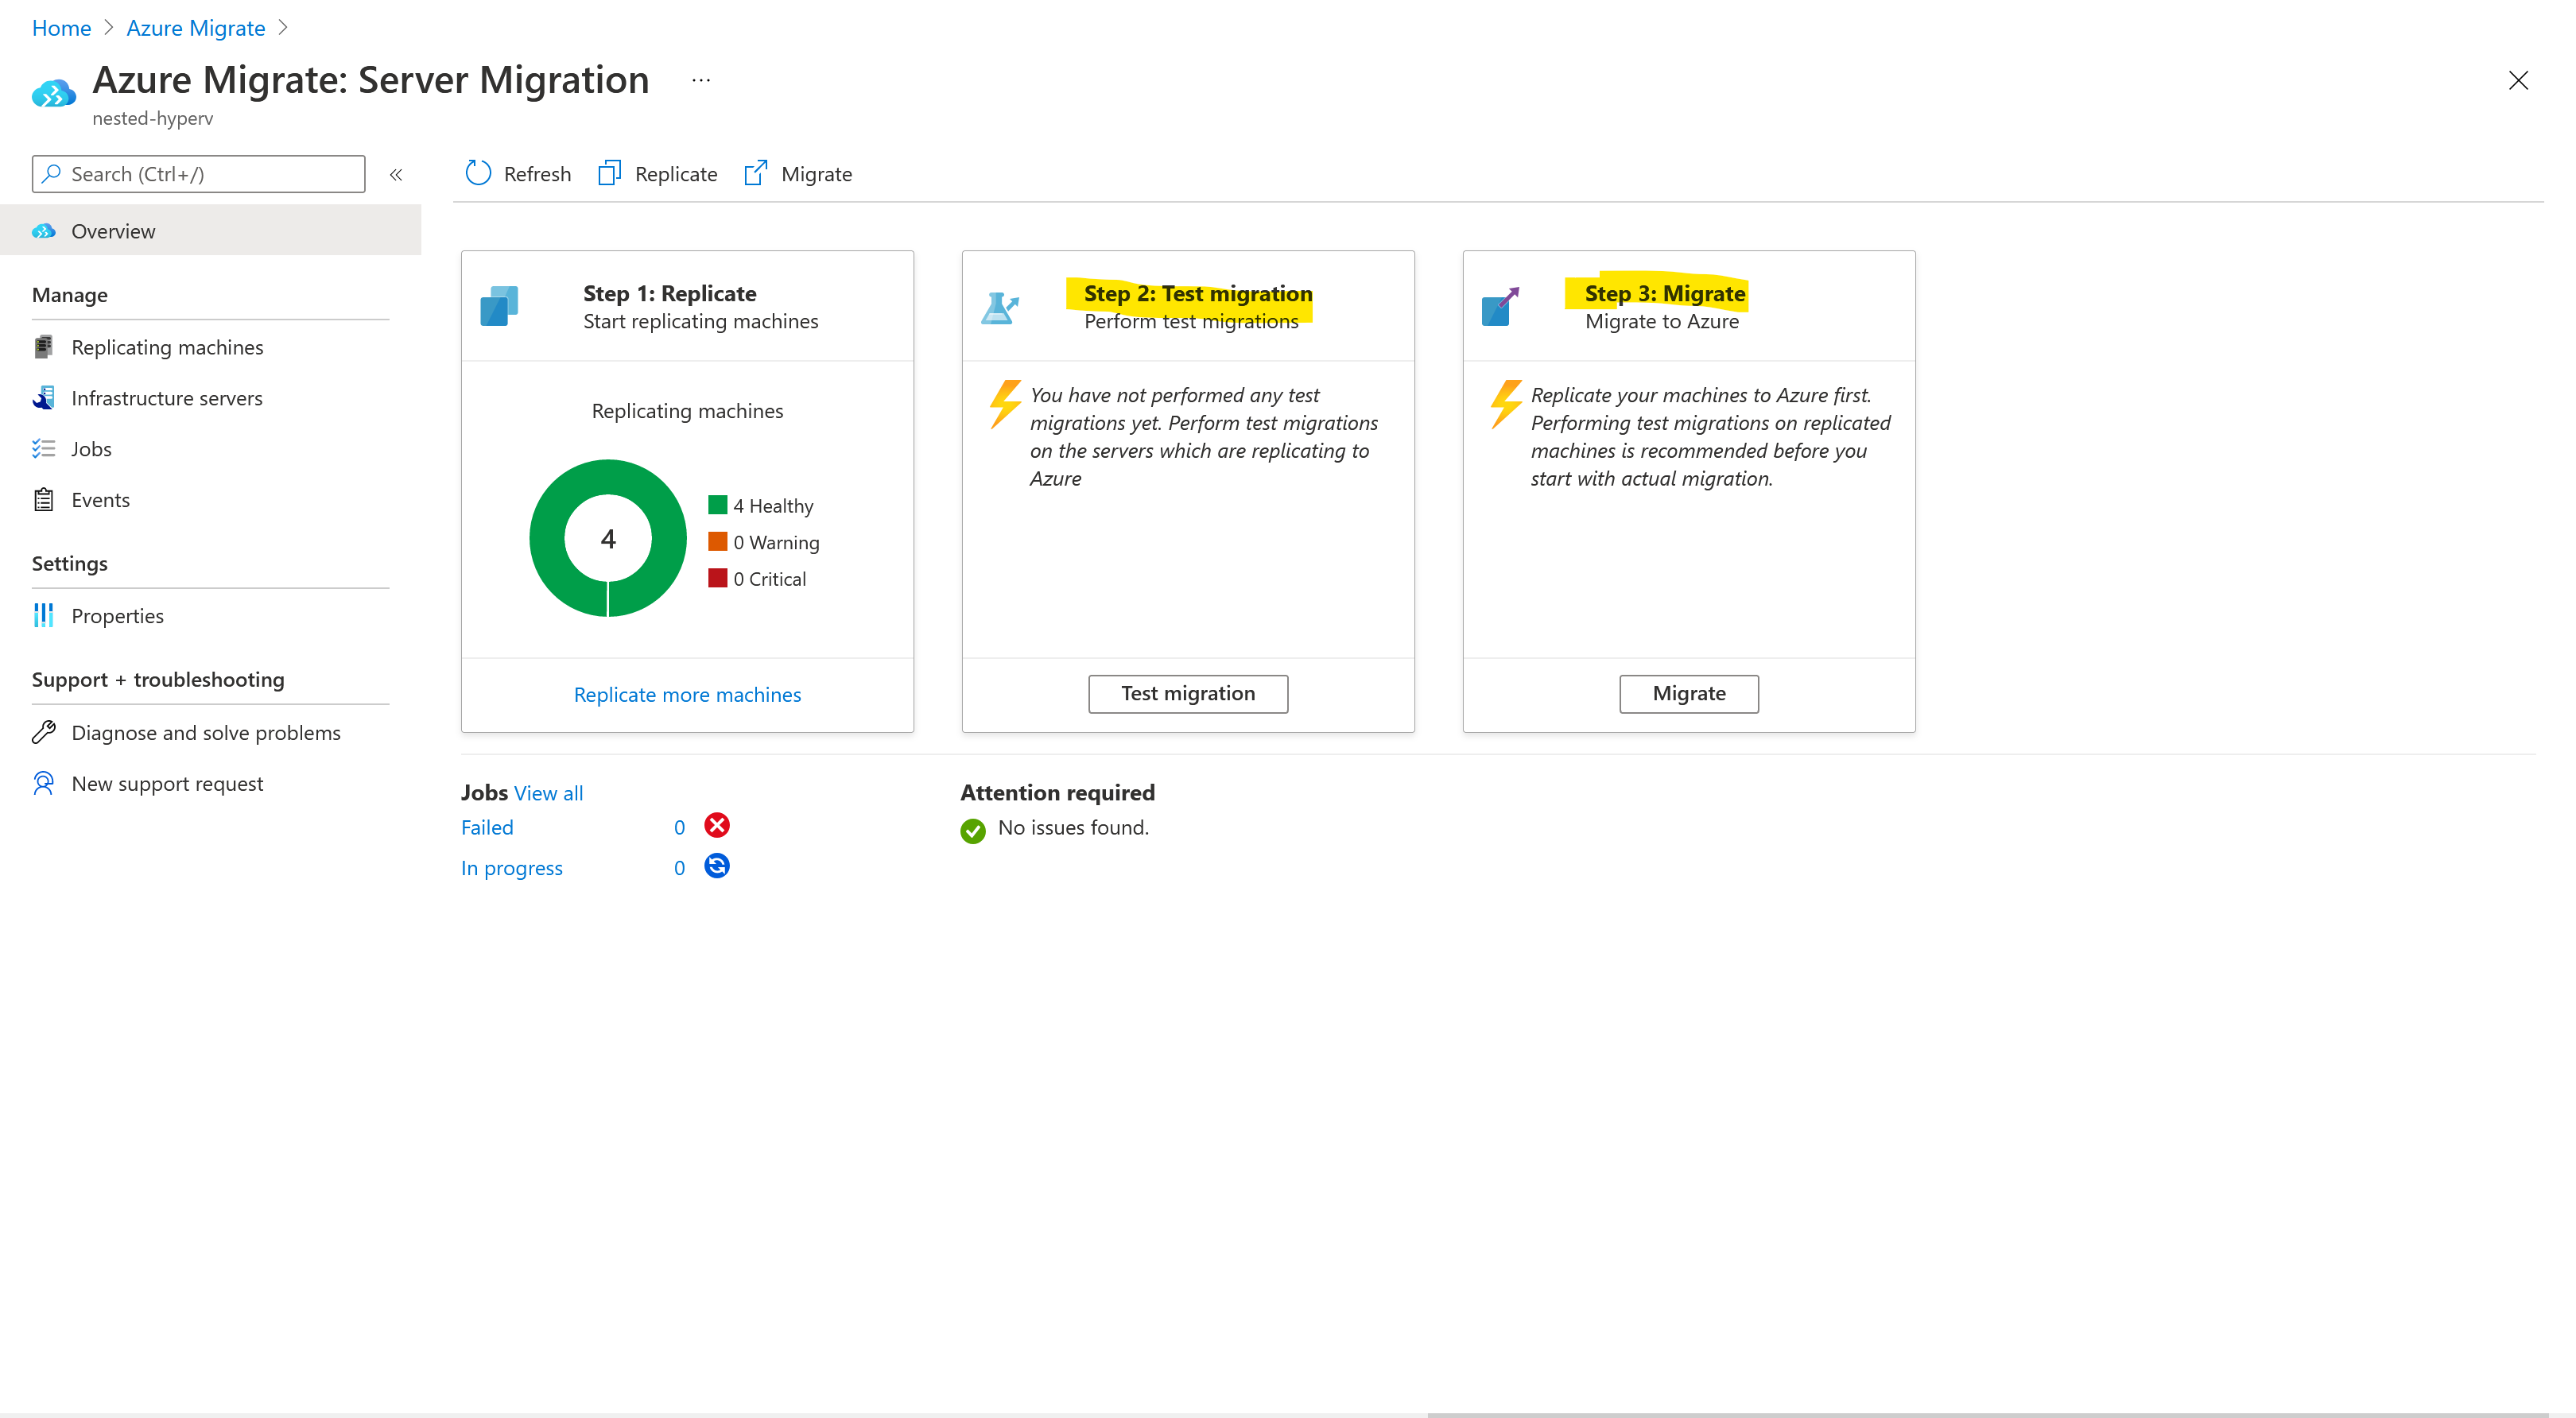 Home > Azure Migrate >
Azure Migrate: Server Migration ...
nested-hyperv
Search (Ctrl+/) «
Overview
Manage
Replicating machines
Infrastructure servers
Jobs
Events
Settings
Properties
Support + troubleshooting
Diagnose and solve problems
New support request
Refresh Replicate Migrate
Step 1: Replicate
Start replicating machines
Replicating machines
4
4 Healthy
0 Warning
0 Critical
Replicate more machines
Step 2: Test migration
Perform test migrations
You have not performed any test
migrations yet. Perform test migrations
on the servers which are replicating to
Azure
Test migration
Step 3: Migrate
Migrate to Azure
Replicate your machines to Azure first.
Performing test migrations on replicated
machines is recommended before you
start with actual migration.
Migrate
Jobs View all
Failed 0
In progress 0
Attention required
No issues found.